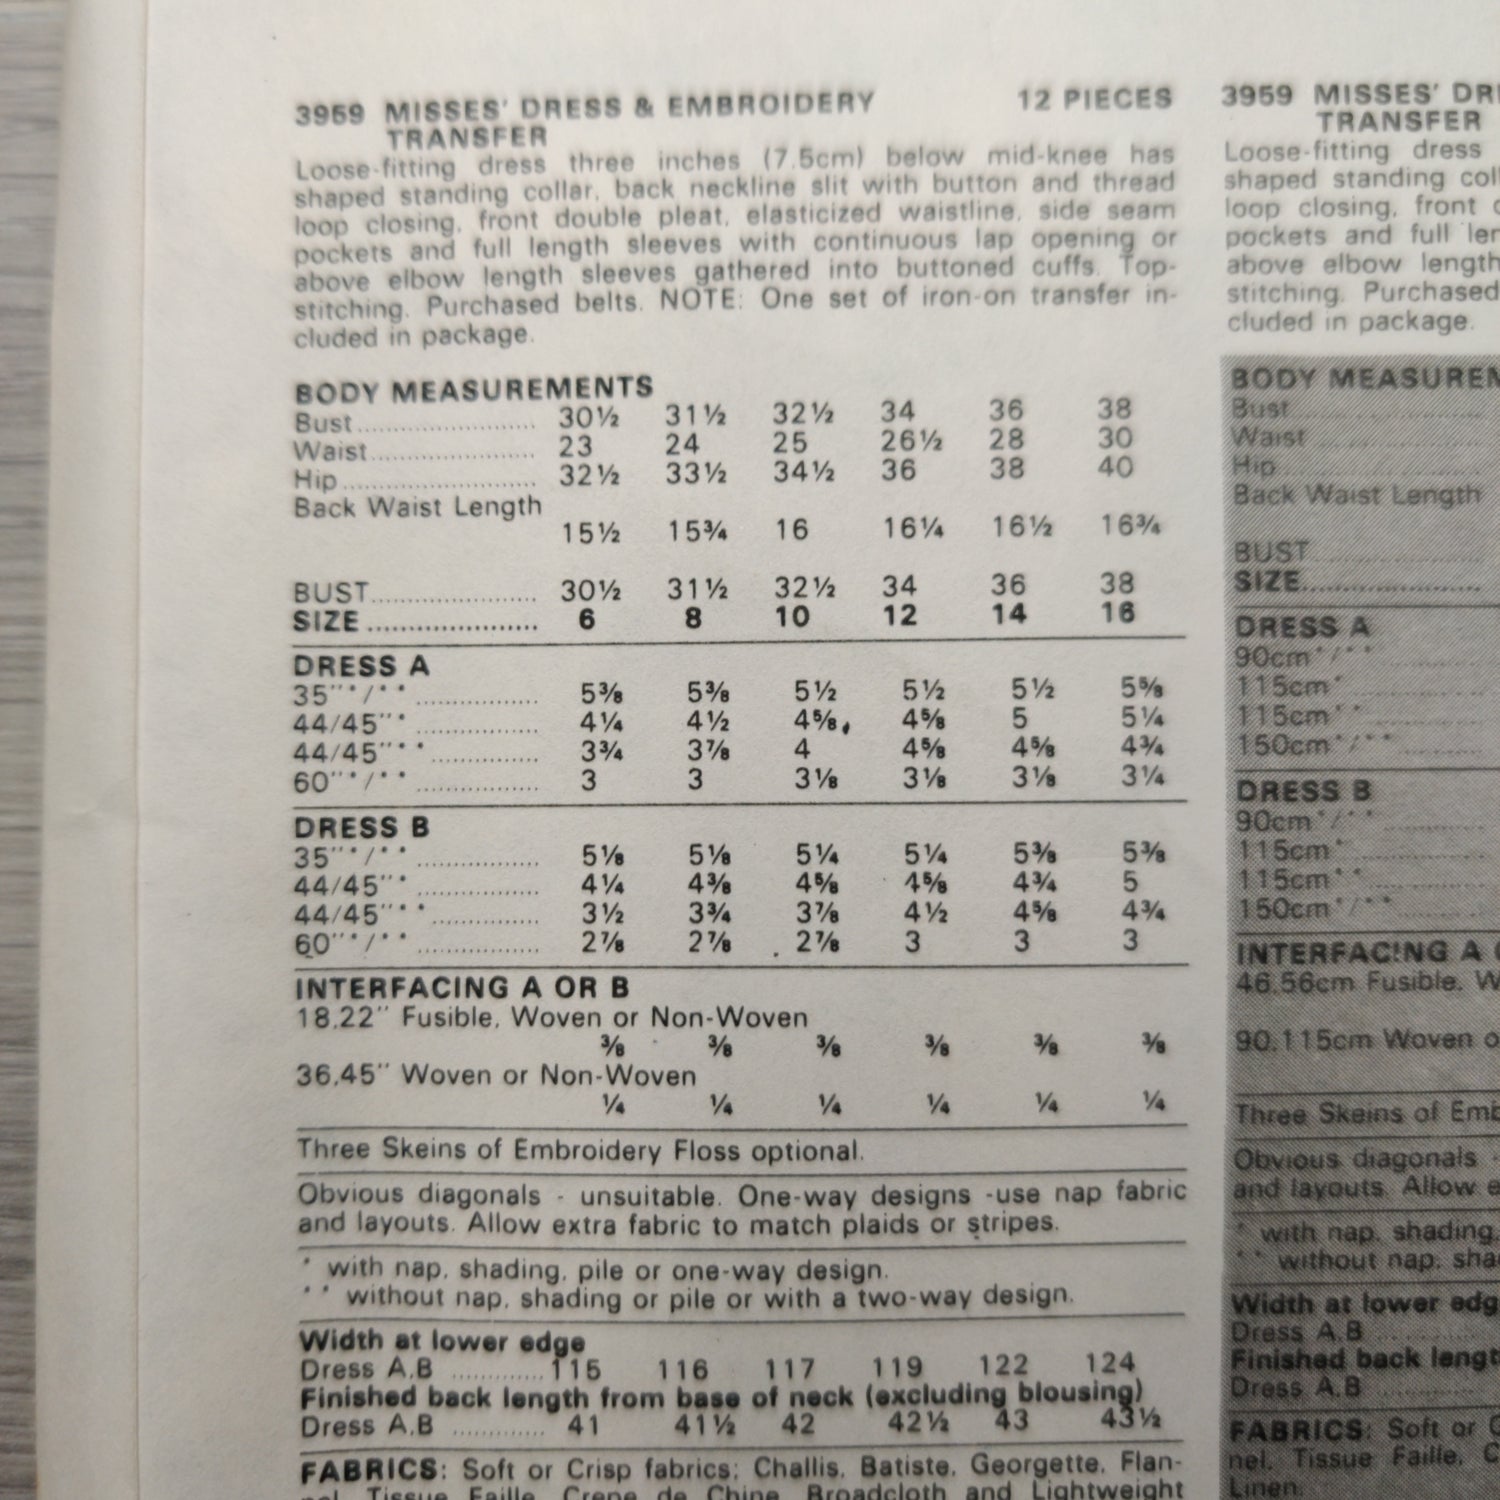 3959 MISSES' DRESS & EMBROIDERY 12 PIECES
TRANSFER
Loose-fitting dress three inches (7.5cm) below mid-knee has
shaped standing collar, back neckline slit with button and thread
loop closing, front double pleat, elasticized waistline, side seam
pockets and full length sleeves with continuous lap opening or
above elbow length sleeves gathered into buttoned cuffs. Top-
stitching. Purchased belts. NOTE: One set of iron-on transfer in-
cluded in package.
BODY MEASUREMENTS
Bust 30½ 31½ 32½ 34 36 38
Waist 23 24 25 26½ 28 30
Hip 32½ 33½ 34½ 36 38 40
Back Waist Length
15½ 15¾ 16 16¼ 16½ 16¾
BUST 30½ 31½ 32½ 34 36 38
SIZE 6 8 10 12 14 16
DRESS A
35"*/** 5⅜ 5⅜ 5½ 5½ 5½ 5⅝
44/45"* 4¼ 4½ 4⅝ 4⅝ 5 5¼
44/45"** 3¾ 3⅞ 4 4⅝ 4⅝ 4¾
60"*/** 3 3 3⅛ 3⅛ 3⅛ 3¼
DRESS B
35"*/** 5⅛ 5⅛ 5¼ 5¼ 5⅜ 5⅜
44/45"* 4¼ 4⅜ 4⅝ 4⅝ 4¾ 5
44/45"** 3½ 3¾ 3⅞ 4½ 4⅝ 4¾
60"*/** 2⅞ 2⅞ 2⅞ 3 3 3
INTERFACING A OR B
18,22" Fusible, Woven or Non-Woven
⅜ ⅜ ⅜ ⅜ ⅜ ⅜
36,45" Woven or Non-Woven
¼ ¼ ¼ ¼ ¼ ¼
Three Skeins of Embroidery Floss optional.
Obvious diagonals - unsuitable. One-way designs -use nap fabric
and layouts. Allow extra fabric to match plaids or stripes.
* with nap, shading, pile or one-way design.
** without nap, shading or pile or with a two-way design.
Width at lower edge
Dress A,B 115 116 117 119 122 124
Finished back length from base of neck (excluding blousing)
Dress A,B 41 41½ 42 42½ 43 43½
FABRICS: Soft or Crisp fabrics; Challis, Batiste, Georgette, Flan-
nel, Tissue Faille, Crepe de Chine, Broadcloth and Lightweight
3959 MISSES' DR
TRANSFER
Loose-fitting dress
shaped standing coll
loop closing, front
pockets and full len
above elbow length
stitching. Purchased
cluded in package.
BODY MEASUREM
Bust
Waist
Hip
Back Waist Length
BUST
SIZE
DRESS A
90cm*/**
115cm*
115cm**
150cm*/**
DRESS B
90cm*/**
115cm*
115cm**
150cm*/**
INTERFACING A
46,56cm Fusible, W
90,115cm Woven o
Three Skeins of Emb
Obvious diagonals -
and layouts. Allow e
* with nap, shading,
** without nap, sha
Width at lower edg
Dress A,B
Finished back lengt
Dress A,B
FABRICS: Soft or C
nel, Tissue Faille, C
Linen.